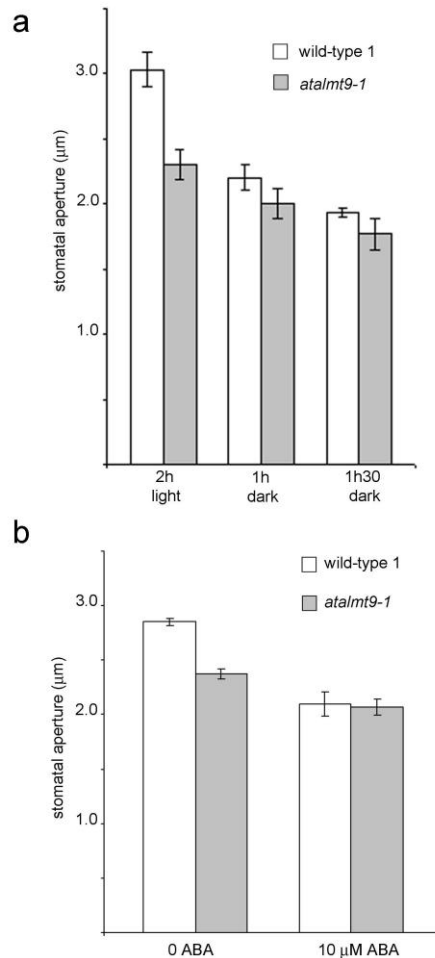 a
wild-type 1
atalmt9-1
stomatal aperture (μm)
3.0
2.0
1.0
2h
light
1h
dark
1h30
dark
b
wild-type 1
atalmt9-1
stomatal aperture (μm)
3.0
2.0
1.0
0 ABA
10 μM ABA